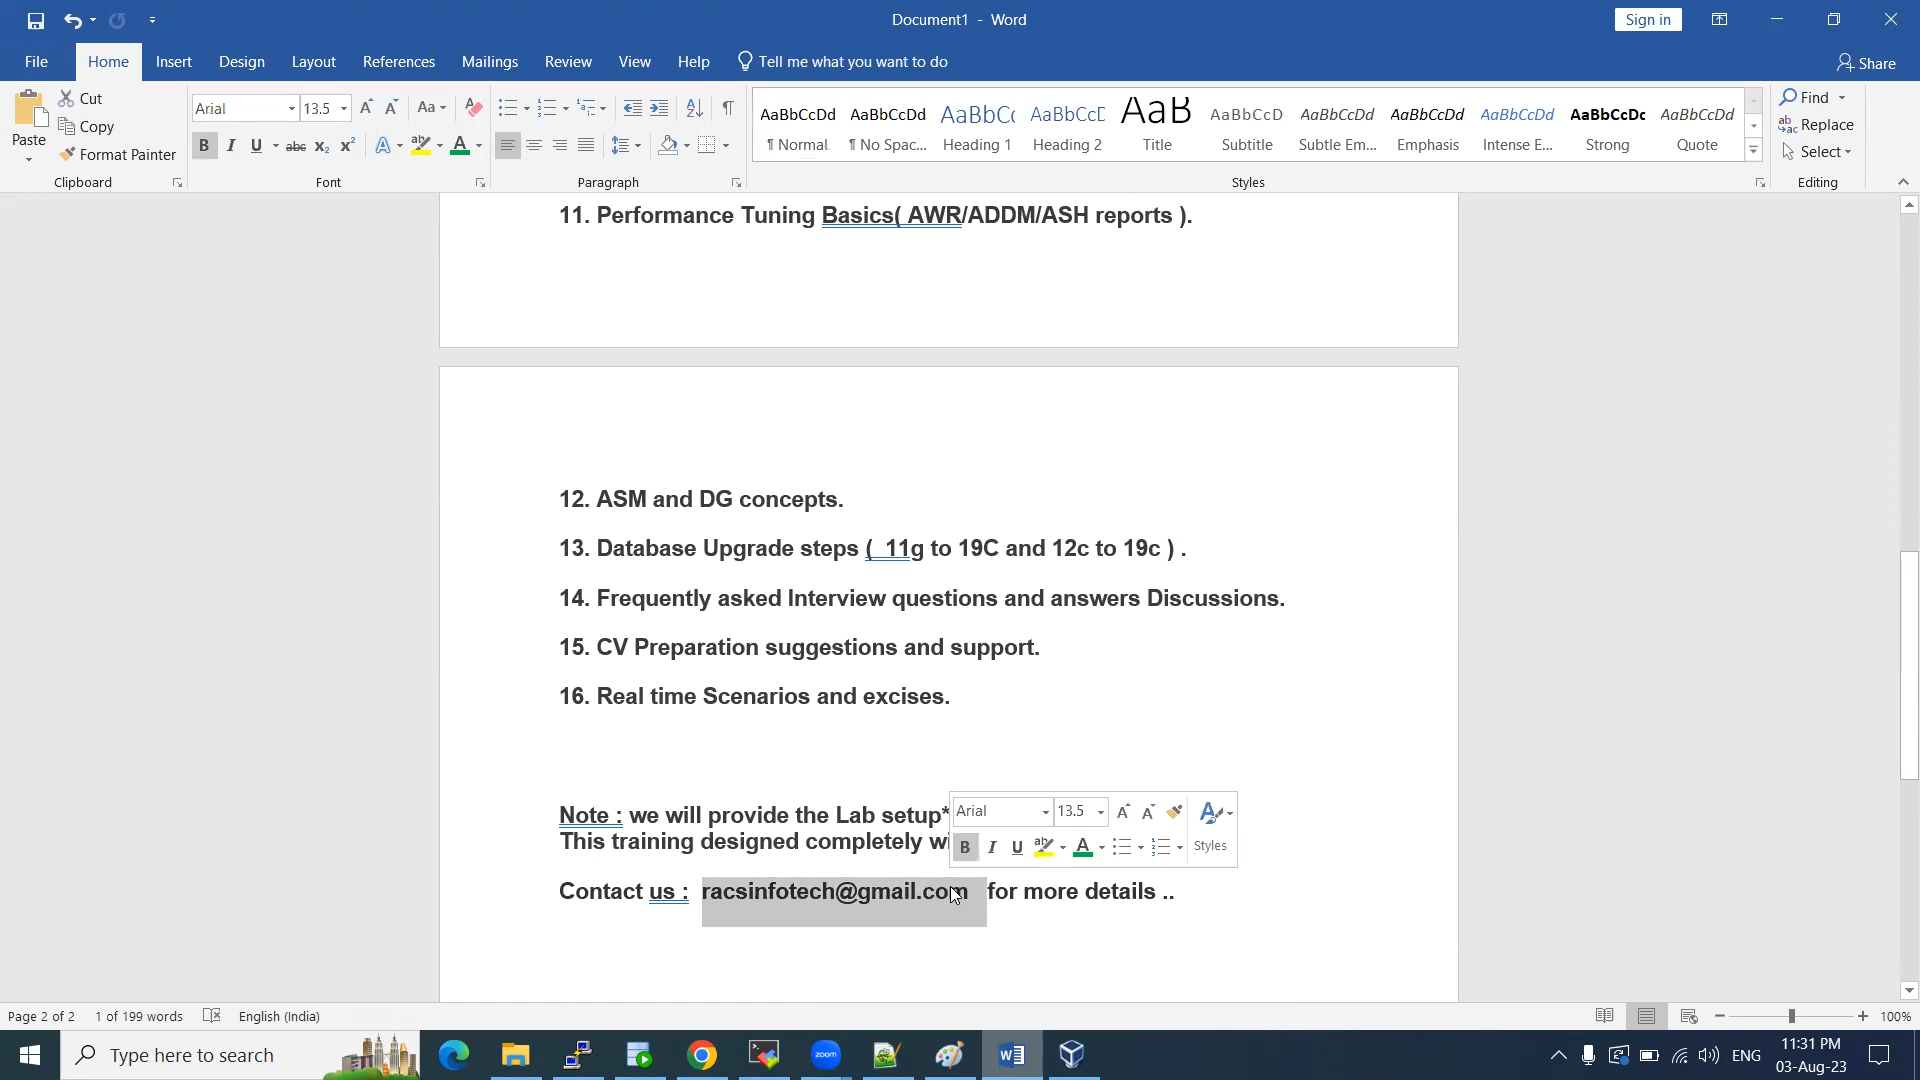 Document1 - Word
Sign in
File Home Insert Design Layout References Mailings Review View Help Tell me what you want to do
Share
Paste
Cut
Copy
Format Painter
Clipboard
Arial 13.5
Font
Paragraph
AaBbCcDd AaBbCcDd AaBbCc AaBbCcD AaB AaBbCcD AaBbCcDd AaBbCcDd AaBbCcDd AaBbCcDc AaBbCcDd
¶ Normal ¶ No Spac... Heading 1 Heading 2 Title Subtitle Subtle Em... Emphasis Intense E... Strong Quote
Styles
Find
Replace
Select
Editing
11. Performance Tuning Basics( AWR/ADDM/ASH reports ).
12. ASM and DG concepts.
13. Database Upgrade steps (  11g to 19C and 12c to 19c ) .
14. Frequently asked Interview questions and answers Discussions.
15. CV Preparation suggestions and support.
16. Real time Scenarios and excises.
Note : we will provide the Lab setup*
This training designed completely wi
Arial 13.5
Styles
Contact us :  racsinfotech@gmail.com  for more details ..
Page 2 of 2 1 of 199 words English (India)
100%
Type here to search
zoom
ENG
11:31 PM
03-Aug-23